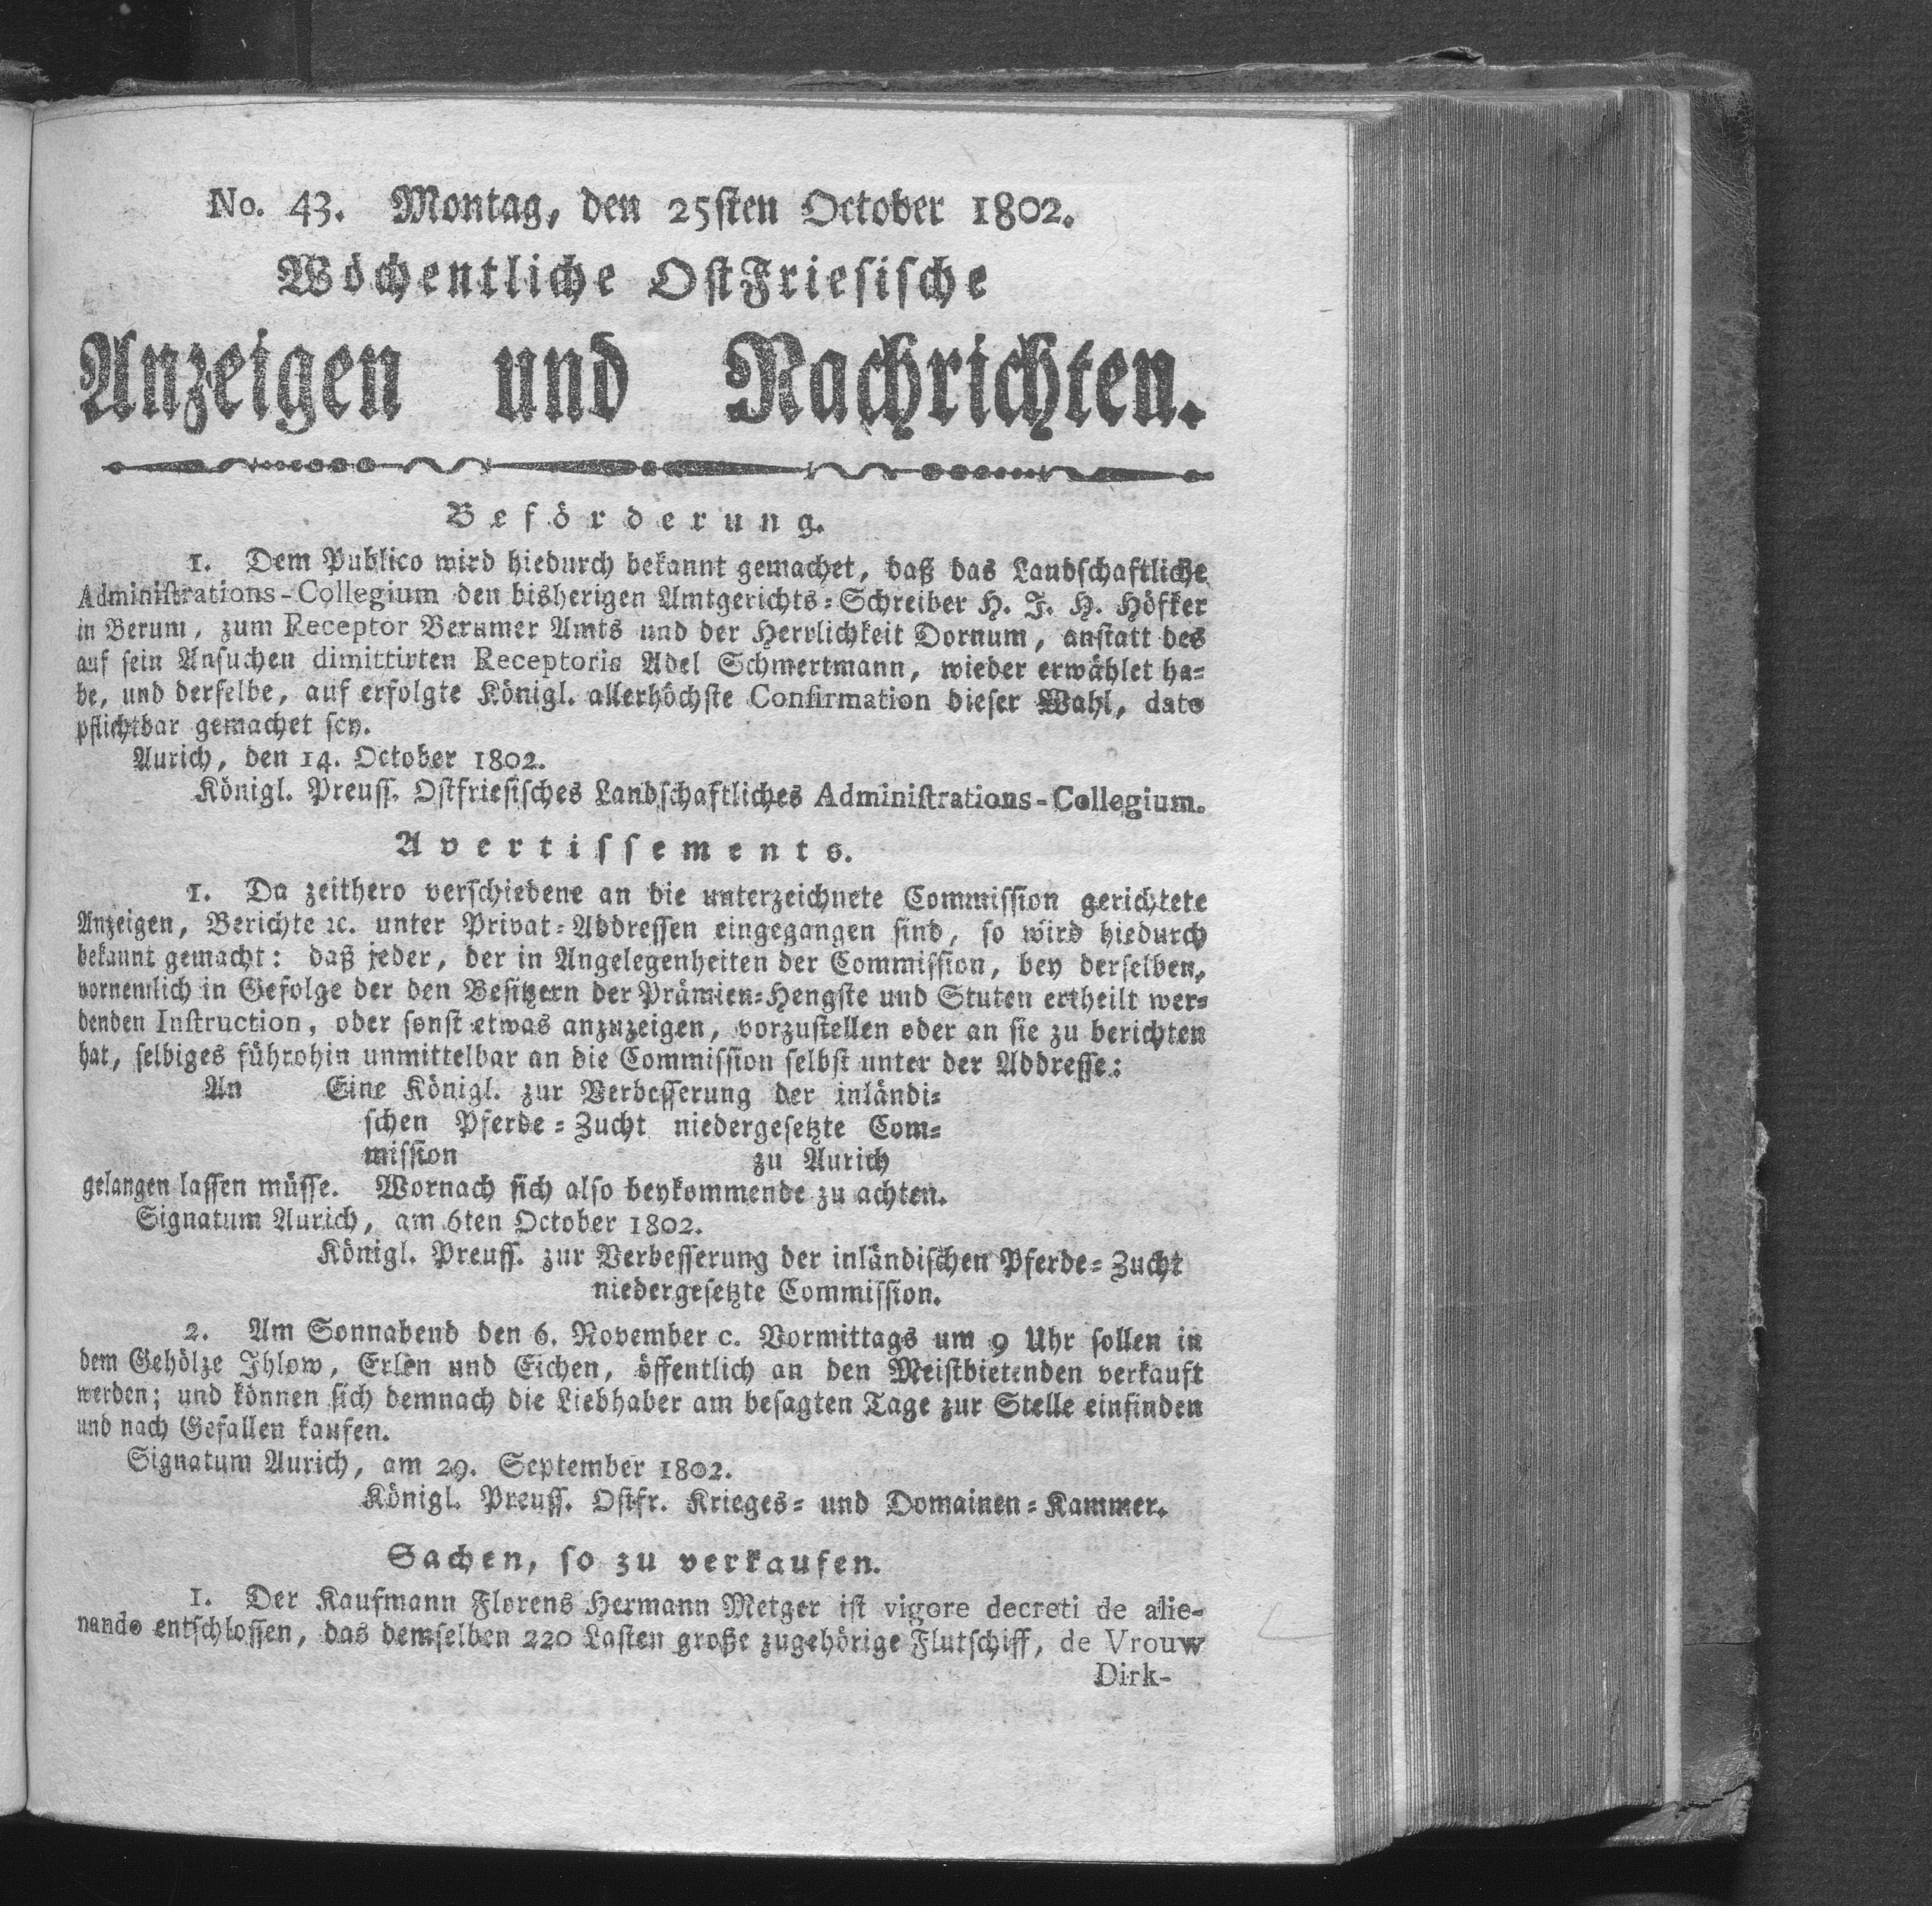 No. 43. Montag, den 25sten October 1802.
Wöchentliche OstFriesische
Anzeigen und Nachrichten.
Beförderung.
1. Dem Publico wird hiedurch bekannt gemachet, daß das Landschaftliche
Administrations-Collegium den bisherigen Amtgerichts-Schreiber H. J. H. Höfker
in Berum, zum Receptor Berumer Amts und der Herrlichkeit Dornum, anstatt des
auf sein Ansuchen dimittirten Receptoris Adel Schmertmann, wieder erwählet ha-
be, und derselbe, auf erfolgte Königl. allerhöchste Confirmation dieser Wahl, dato
pflichtbar gemachet sey.
Aurich, den 14. October 1802.
Königl. Preuss. Ostfriesisches Landschaftliches Administrations-Collegium.
Avertissements.
1. Da zeithero verschiedene an die unterzeichnete Commission gerichtete
Anzeigen, Berichte ꝛc. unter Privat-Addressen eingegangen sind, so wird hiedurch
bekannt gemacht: daß jeder, der in Angelegenheiten der Commission, bey derselben,
vornemlich in Gefolge der den Besitzern der Prämien-Hengste und Stuten ertheilt wer-
denden Instruction, oder sonst etwas anzuzeigen, vorzustellen oder an sie zu berichten
hat, selbiges führohin unmittelbar an die Commission selbst unter der Addresse:
An Eine Königl. zur Verbesserung der inländi-
schen Pferde-Zucht niedergesetzte Com-
mission zu Aurich
gelangen lassen müsse. Wornach sich also beykommende zu achten.
Signatum Aurich, am 6ten October 1802.
Königl. Preuss. zur Verbesserung der inländischen Pferde-Zucht
niedergesetzte Commission.
2. Am Sonnabend den 6. November c. Vormittags um 9 Uhr sollen in
dem Gehölze Ihlow, Erlen und Eichen, öffentlich an den Meistbietenden verkauft
werden; und können sich demnach die Liebhaber am besagten Tage zur Stelle einfinden
und nach Gefallen kaufen.
Signatum Aurich, am 29. September 1802.
Königl. Preuss. Ostfr. Krieges- und Domainen-Kammer.
Sachen, so zu verkaufen.
1. Der Kaufmann Florens Hermann Metger ist vigore decreti de alie-
nando entschlossen, das demselben 220 Lasten große zugehörige Flutschiff, de Vrouw
Dirk-